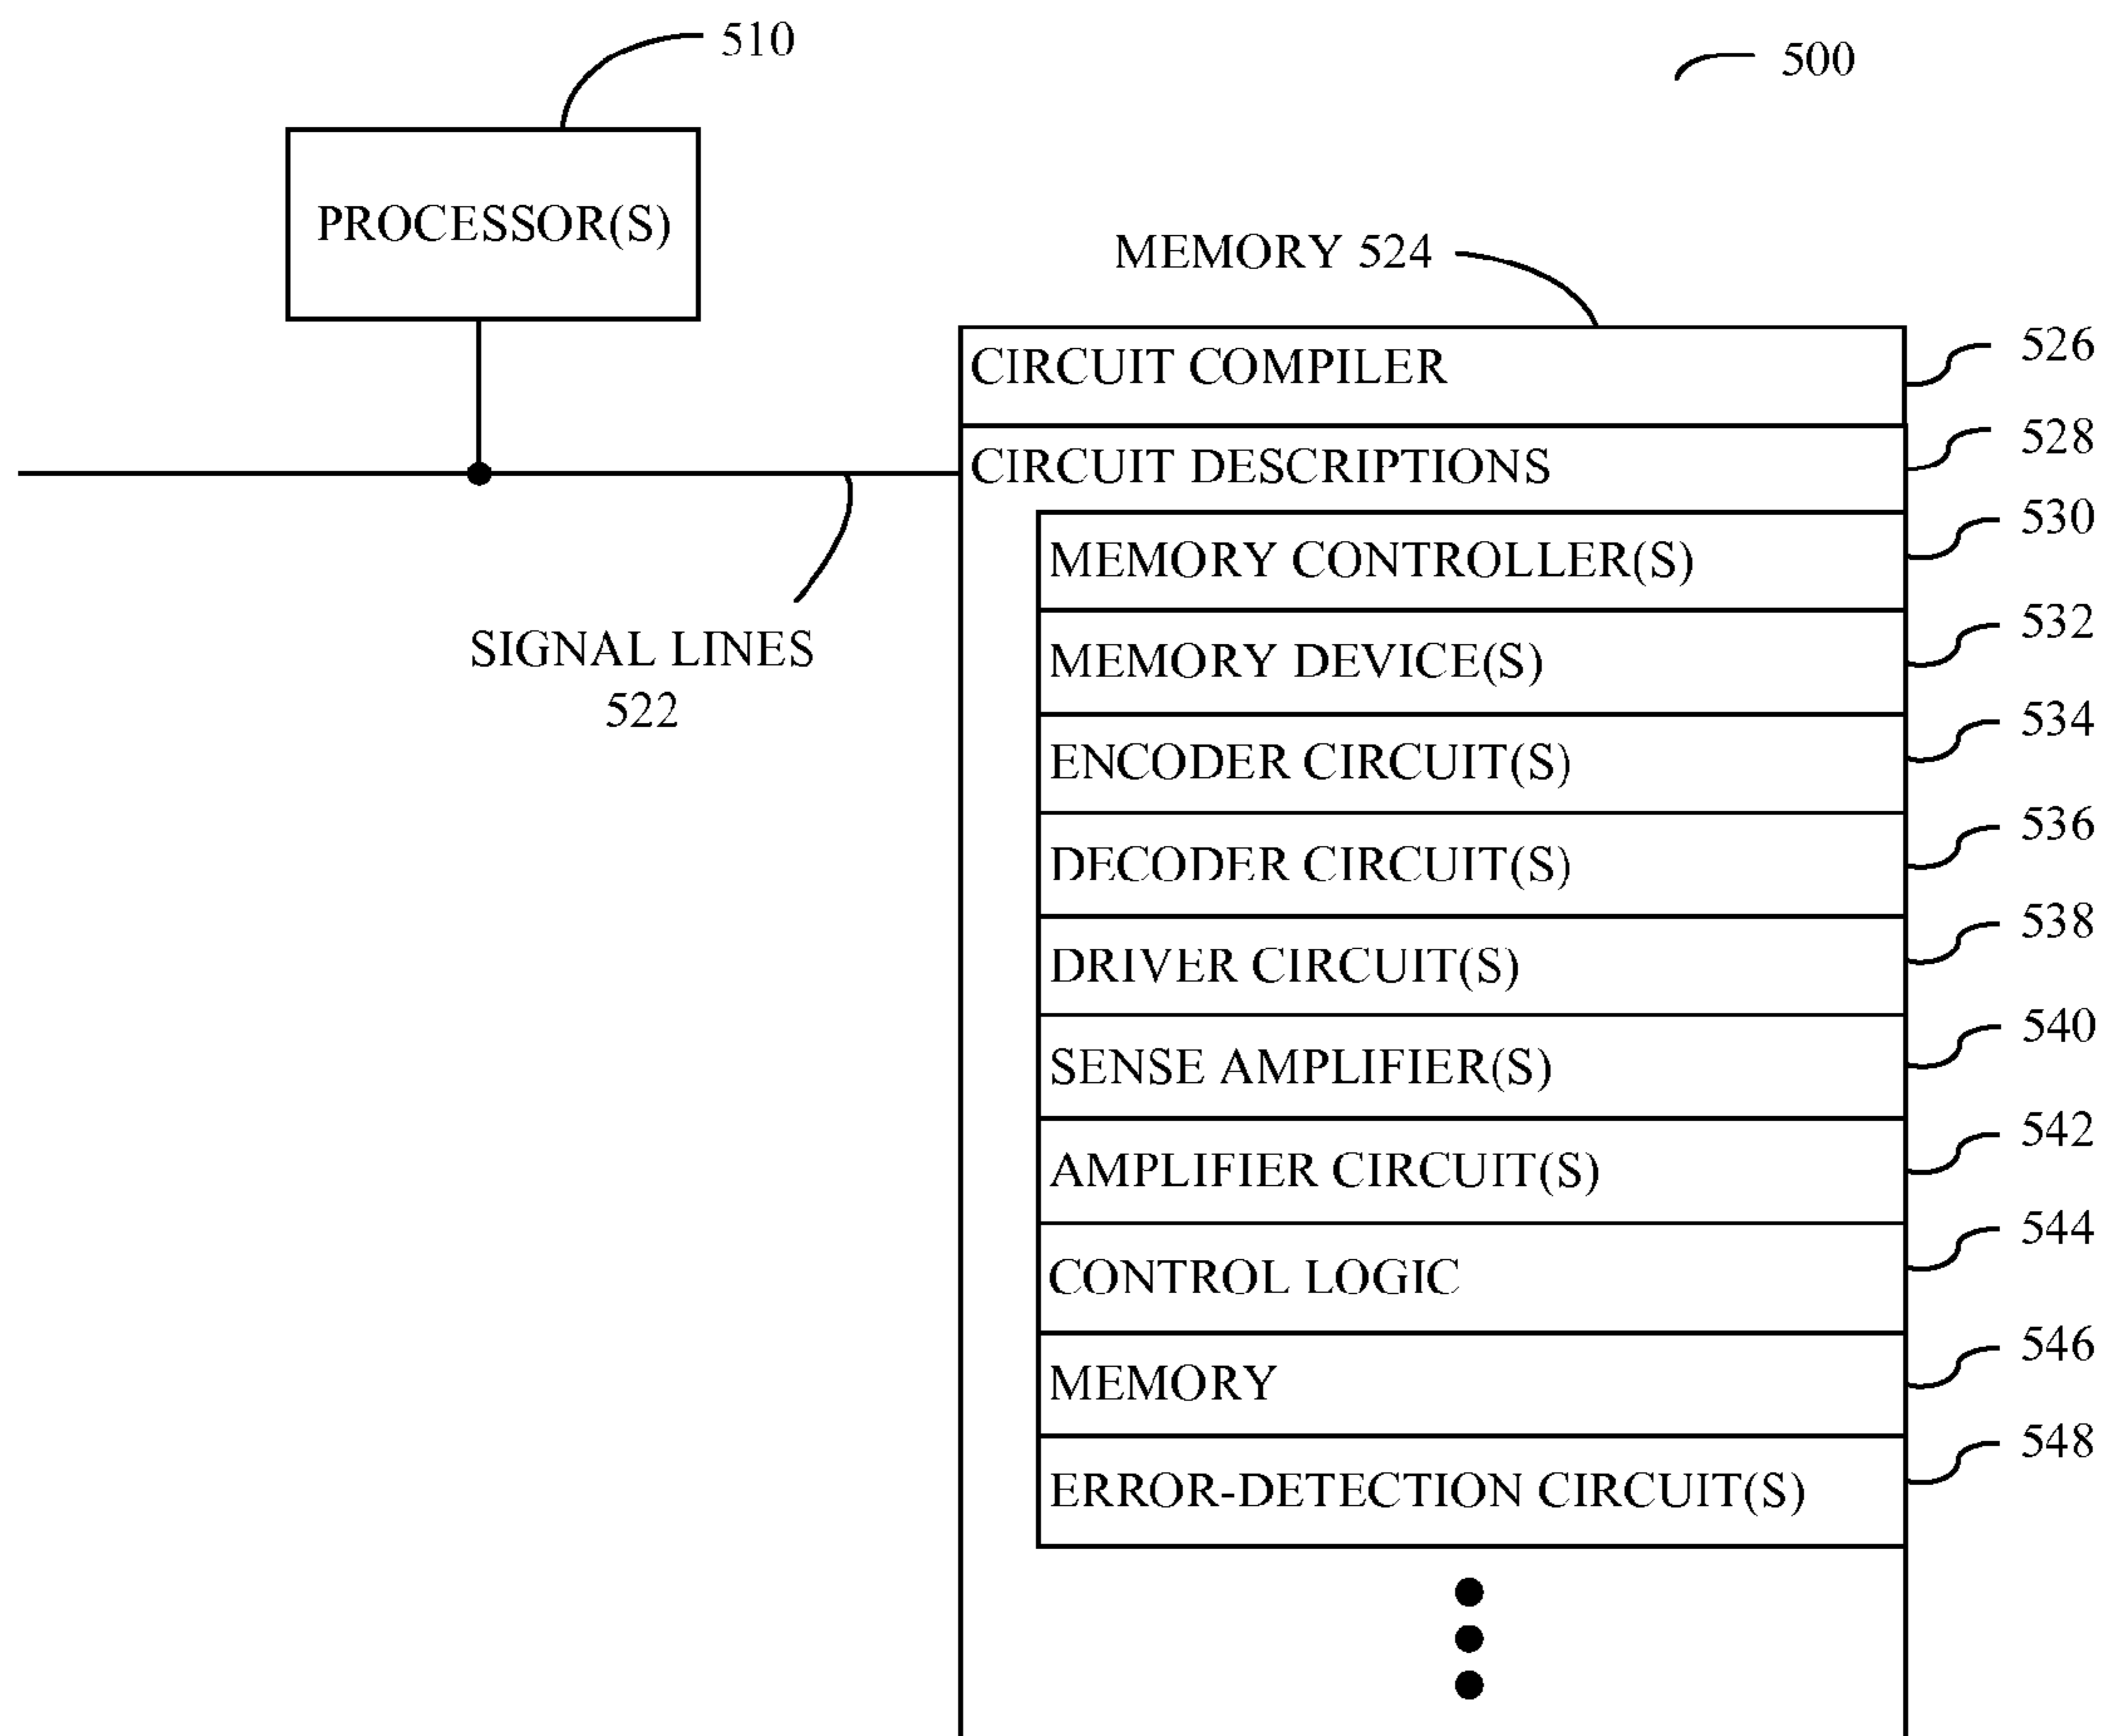 510
500
PROCESSOR(S)
MEMORY 524
CIRCUIT COMPILER
526
CIRCUIT DESCRIPTIONS
528
MEMORY CONTROLLER(S)
530
SIGNAL LINES
522
MEMORY DEVICE(S)
532
ENCODER CIRCUIT(S)
534
DECODER CIRCUIT(S)
536
DRIVER CIRCUIT(S)
538
SENSE AMPLIFIER(S)
540
AMPLIFIER CIRCUIT(S)
542
CONTROL LOGIC
544
MEMORY
546
ERROR-DETECTION CIRCUIT(S)
548